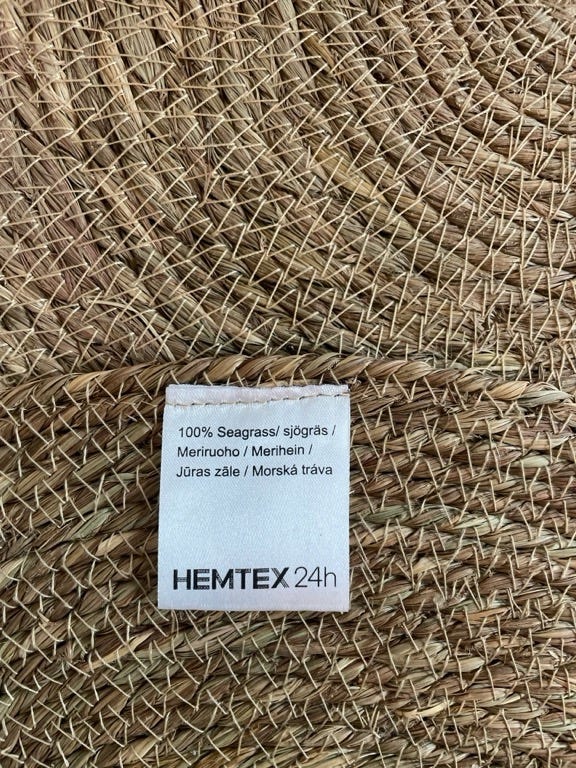 100% Seagrass/ sjögräs /
Meriruoho / Merihein /
Jūras zāle / Morská tráva
HEMTEX 24h